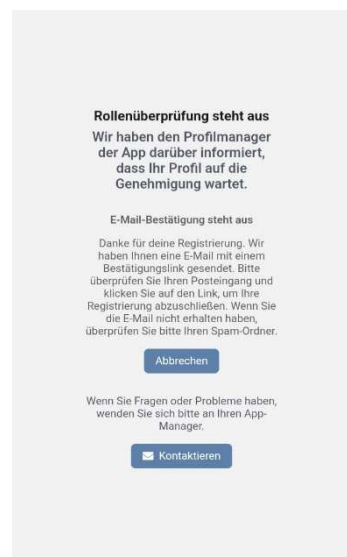 Rollenüberprüfung steht aus
Wir haben den Profilmanager
der App darüber informiert,
dass Ihr Profil auf die
Genehmigung wartet.
E-Mail-Bestätigung steht aus
Danke für deine Registrierung. Wir
haben Ihnen eine E-Mail mit einem
Bestätigungslink gesendet. Bitte
überprüfen Sie Ihren Posteingang und
klicken Sie auf den Link, um Ihre
Registrierung abzuschließen. Wenn Sie
die E-Mail nicht erhalten haben,
überprüfen Sie bitte Ihren Spam-Ordner.
Abbrechen
Wenn Sie Fragen oder Probleme haben,
wenden Sie sich bitte an Ihren App-
Manager.
Kontaktieren